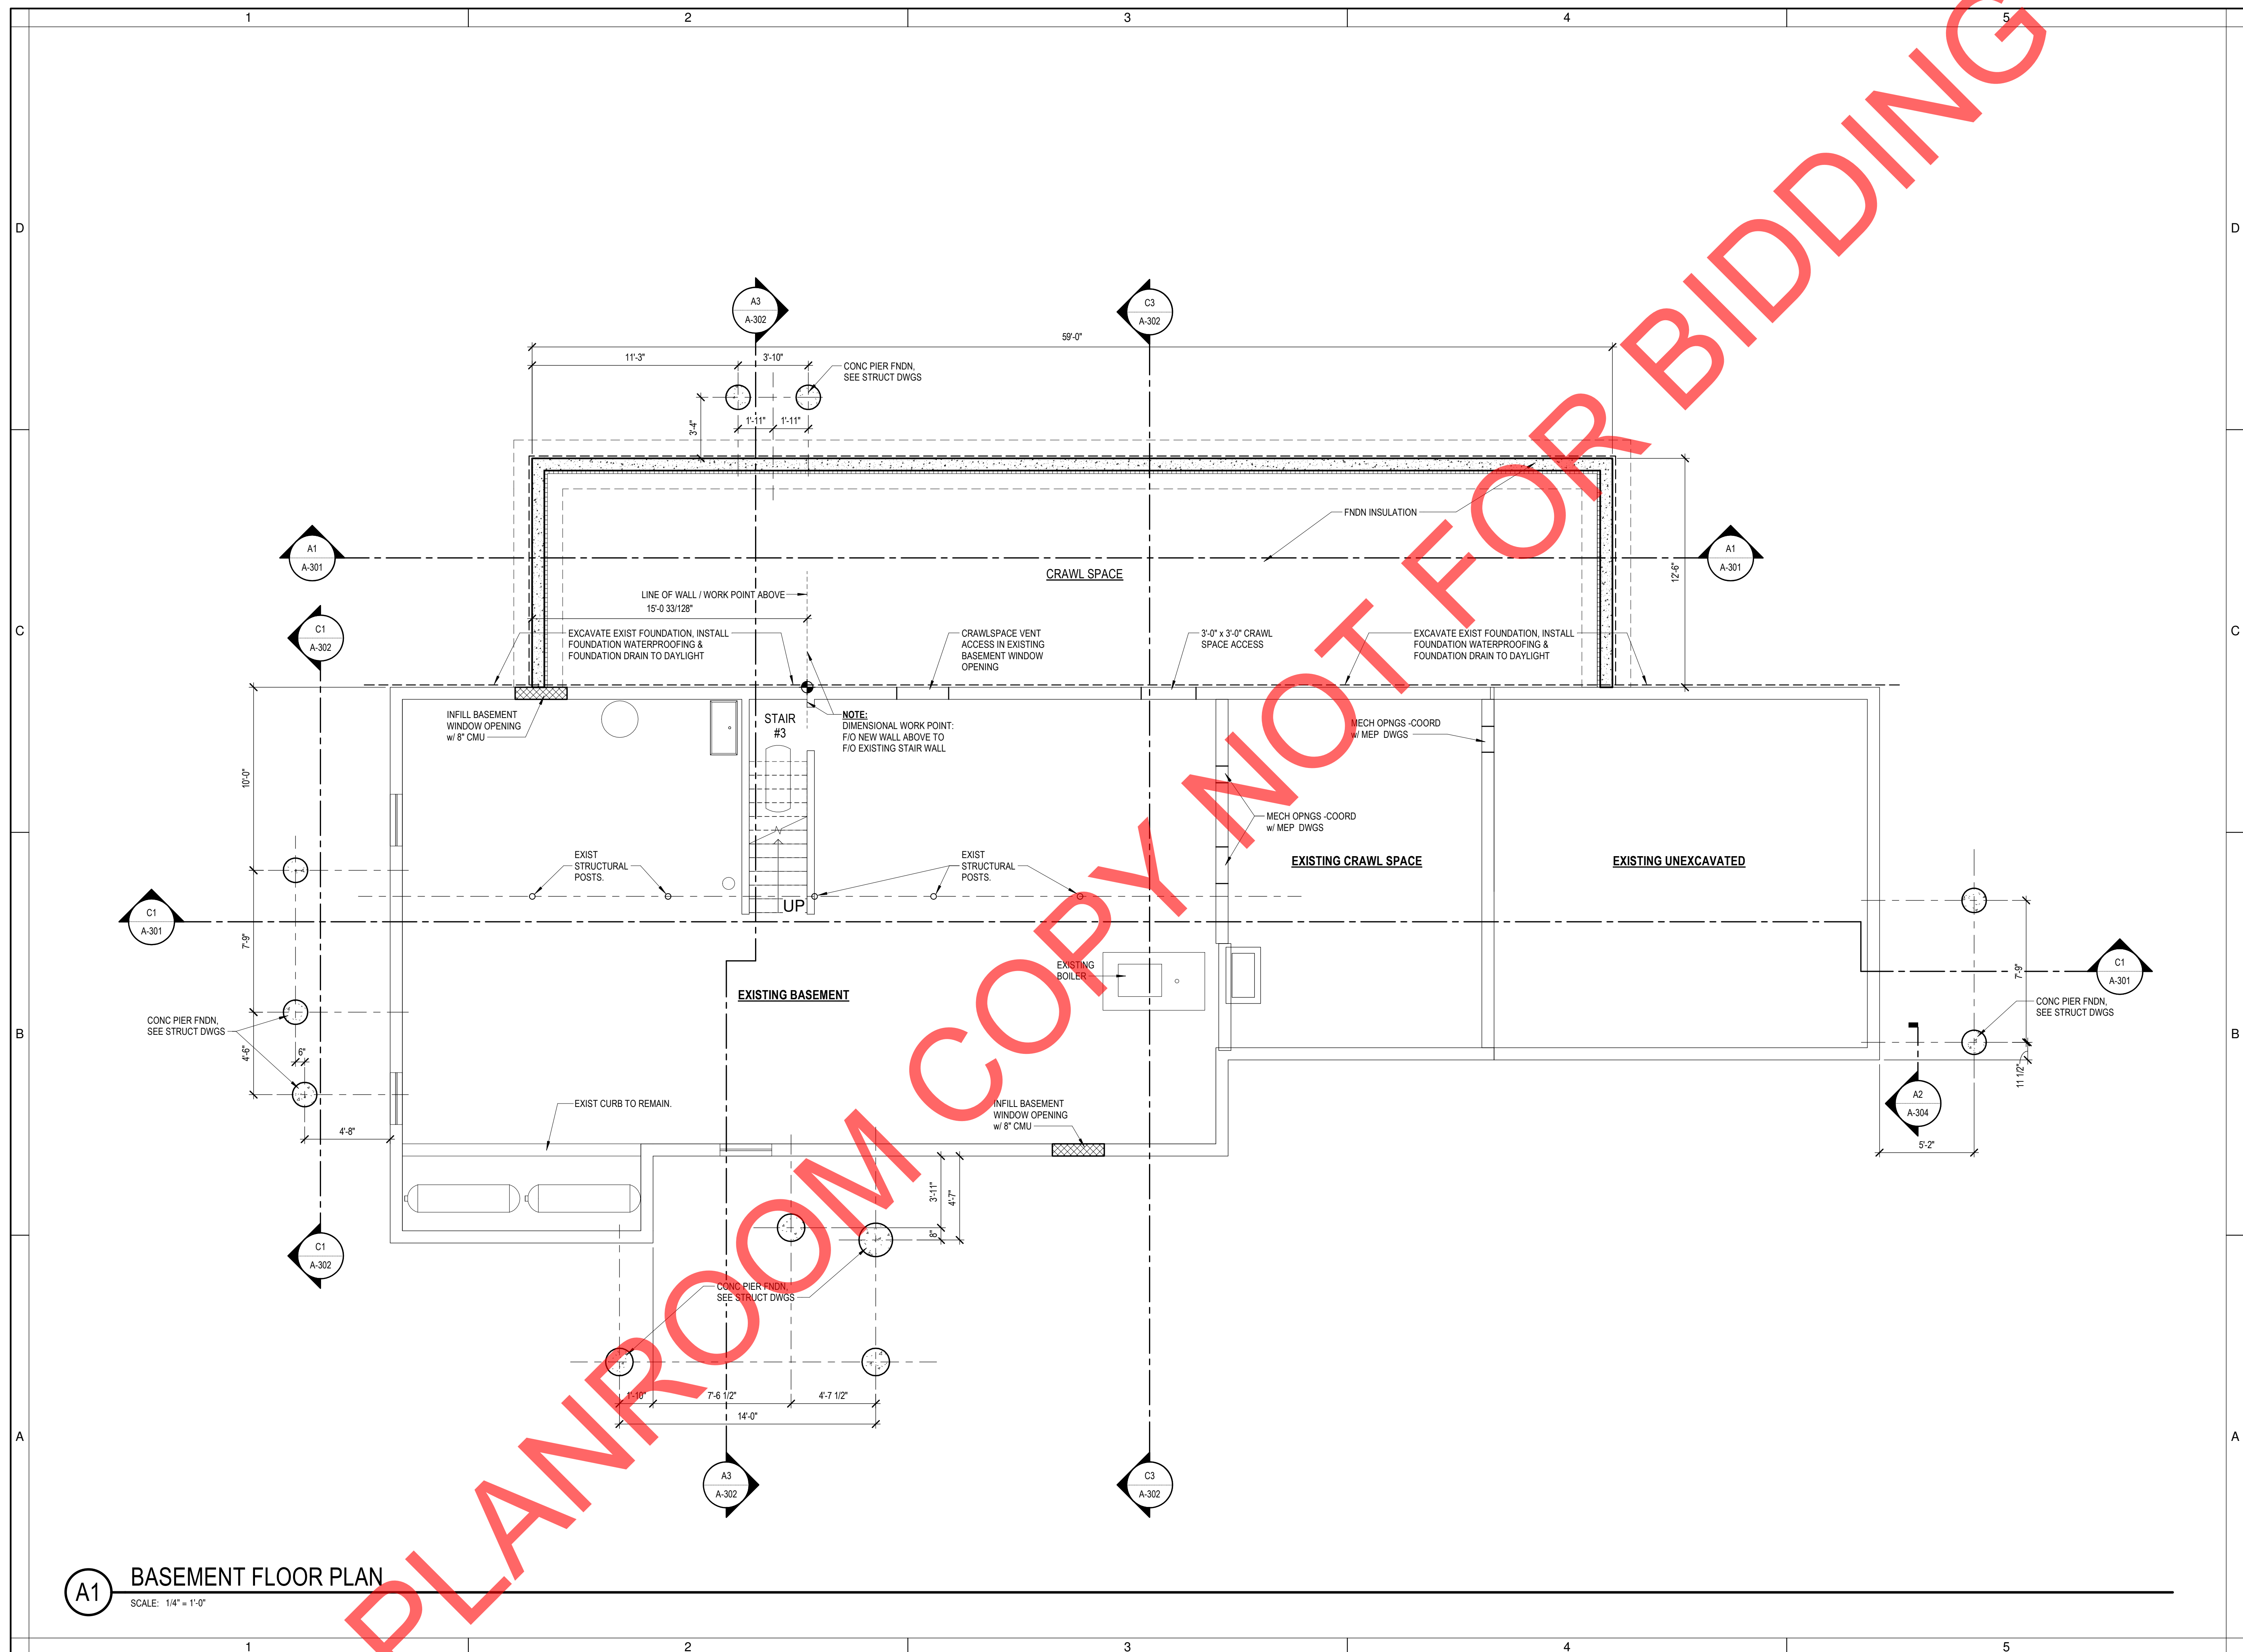 1 2 3 4 5
D D
A3
A-302
C3
A-302
59'-0"
11'-3" 3'-10"
CONC PIER FNDN,
SEE STRUCT DWGS
1'-11" 1'-11"
3'-4"
FNDN INSULATION
A1
A-301
A1
A-301
CRAWL SPACE
12'-6"
LINE OF WALL / WORK POINT ABOVE
15'-0 33/128"
C C
C1
A-302
EXCAVATE EXIST FOUNDATION, INSTALL
FOUNDATION WATERPROOFING &
FOUNDATION DRAIN TO DAYLIGHT
CRAWLSPACE VENT
ACCESS IN EXISTING
BASEMENT WINDOW
OPENING
3'-0" x 3'-0" CRAWL
SPACE ACCESS
EXCAVATE EXIST FOUNDATION, INSTALL
FOUNDATION WATERPROOFING &
FOUNDATION DRAIN TO DAYLIGHT
INFILL BASEMENT
WINDOW OPENING
w/ 8" CMU
STAIR
#3
NOTE:
DIMENSIONAL WORK POINT:
F/O NEW WALL ABOVE TO
F/O EXISTING STAIR WALL
MECH OPNGS -COORD
w/ MEP DWGS
10'-0"
MECH OPNGS -COORD
w/ MEP DWGS
EXIST
STRUCTURAL
POSTS.
EXIST
STRUCTURAL
POSTS.
EXISTING CRAWL SPACE
EXISTING UNEXCAVATED
UP
C1
A-301
7'-9"
EXISTING
BOILER
EXISTING BASEMENT
7'-9"
C1
A-301
CONC PIER FNDN,
SEE STRUCT DWGS
CONC PIER FNDN,
SEE STRUCT DWGS
B B
4'-6"
6"
11 1/2"
EXIST CURB TO REMAIN.
INFILL BASEMENT
WINDOW OPENING
w/ 8" CMU
A2
A-304
4'-8"
5'-2"
3'-11"
4'-7"
8"
C1
A-302
CONC PIER FNDN,
SEE STRUCT DWGS
1'-10" 7'-6 1/2" 4'-7 1/2"
14'-0"
A A
A3
A-302
C3
A-302
A1
BASEMENT FLOOR PLAN
SCALE: 1/4" = 1'-0"
1 2 3 4 5
PLANROOM COPY NOT FOR BIDDING